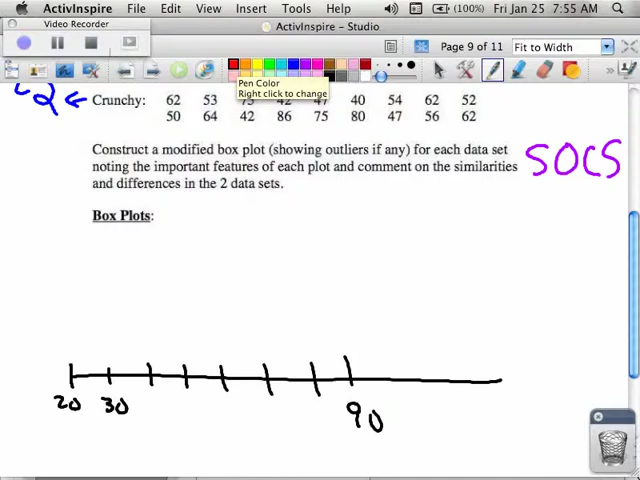 ActivInspire File Edit View Insert Tools Help (100%) Fri Jan 25 7:55 AM
Video Recorder
ActivInspire - Studio
Page 9 of 11 Fit to Width
Pen Color
Right click to change
L2 ←
Crunchy: 62 53 75 42 47 40 54 62 52
50 64 42 86 75 80 47 56 62
Construct a modified box plot (showing outliers if any) for each data set
noting the important features of each plot and comment on the similarities
and differences in the 2 data sets.
SOCS
Box Plots:
20 30 90